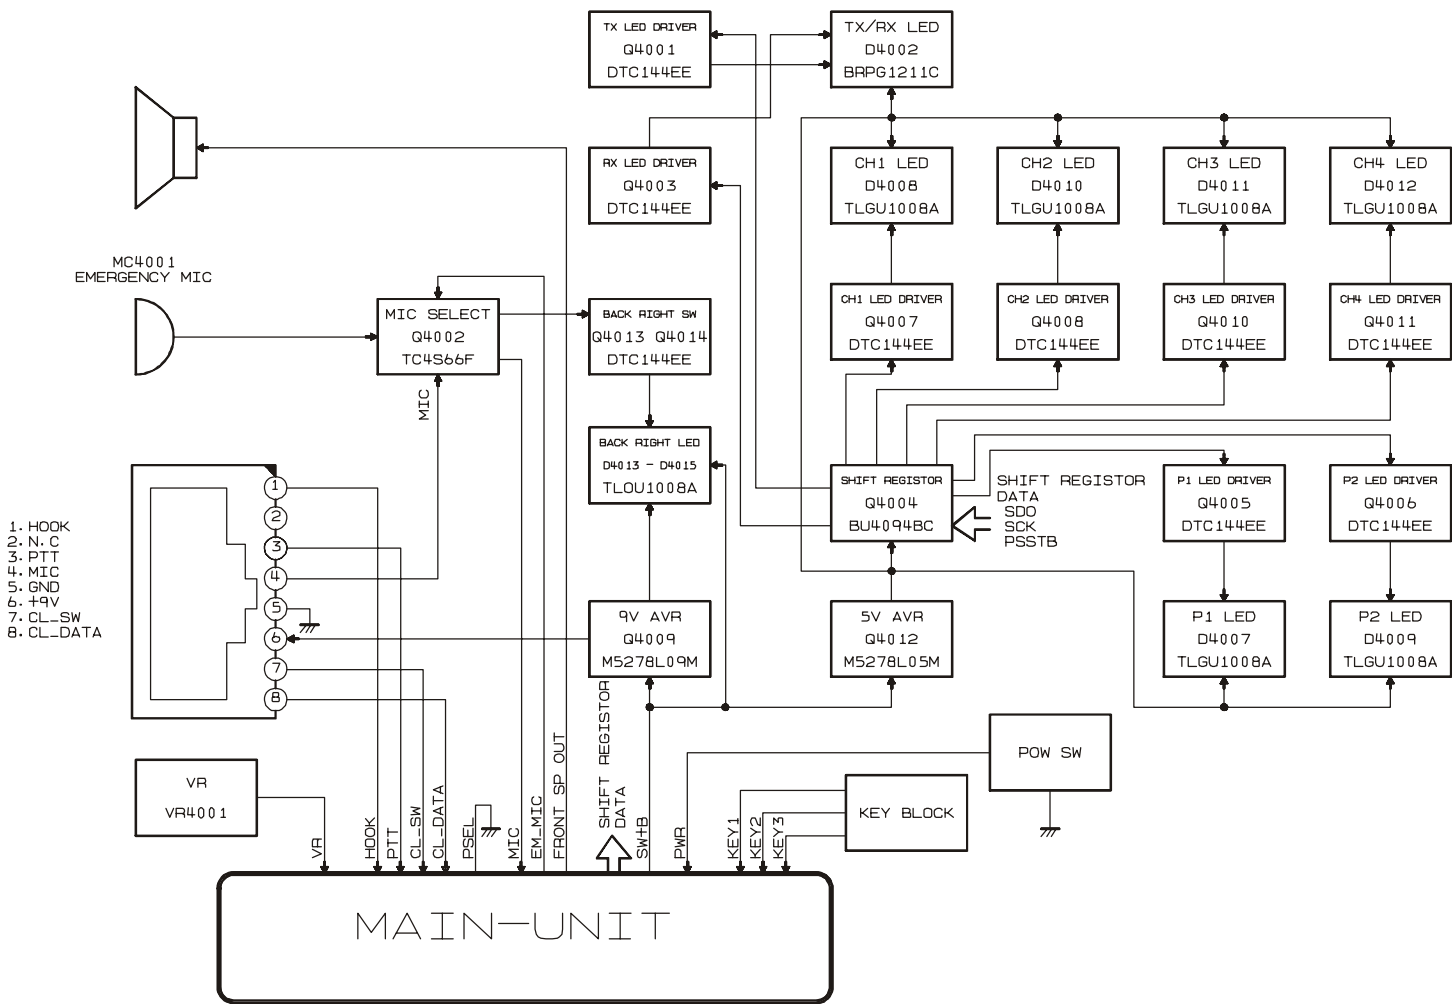 TX LED DRIVER
Q4001
DTC144EE
TX/RX LED
D4002
BRPG1211C
RX LED DRIVER
Q4003
DTC144EE
CH1 LED
D4008
TLGU1008A
CH2 LED
D4010
TLGU1008A
CH3 LED
D4011
TLGU1008A
CH4 LED
D4012
TLGU1008A
MC4001
EMERGENCY MIC
MIC SELECT
Q4002
TC4S66F
BACK RIGHT SW
Q4013 Q4014
DTC144EE
CH1 LED DRIVER
Q4007
DTC144EE
CH2 LED DRIVER
Q4008
DTC144EE
CH3 LED DRIVER
Q4010
DTC144EE
CH4 LED DRIVER
Q4011
DTC144EE
MIC
BACK RIGHT LED
D4013 - D4015
TLOU1008A
SHIFT REGISTOR
Q4004
BU4094BC
SHIFT REGISTOR
DATA
SDO
SCK
PSSTB
P1 LED DRIVER
Q4005
DTC144EE
P2 LED DRIVER
Q4006
DTC144EE
1. HOOK
2. N.C
3. PTT
4. MIC
5. GND
6. +9V
7. CL_SW
8. CL_DATA
1
2
3
4
5
6
7
8
9V AVR
Q4009
M5278L09M
5V AVR
Q4012
M5278L05M
P1 LED
D4007
TLGU1008A
P2 LED
D4009
TLGU1008A
VR
VR4001
POW SW
KEY BLOCK
VR
HOOK
PTT
CL_SW
CL_DATA
PSEL
MIC
EM_MIC
FRONT SP OUT
SHIFT REGISTOR
DATA
SW+B
PWR
KEY1
KEY2
KEY3
MAIN-UNIT